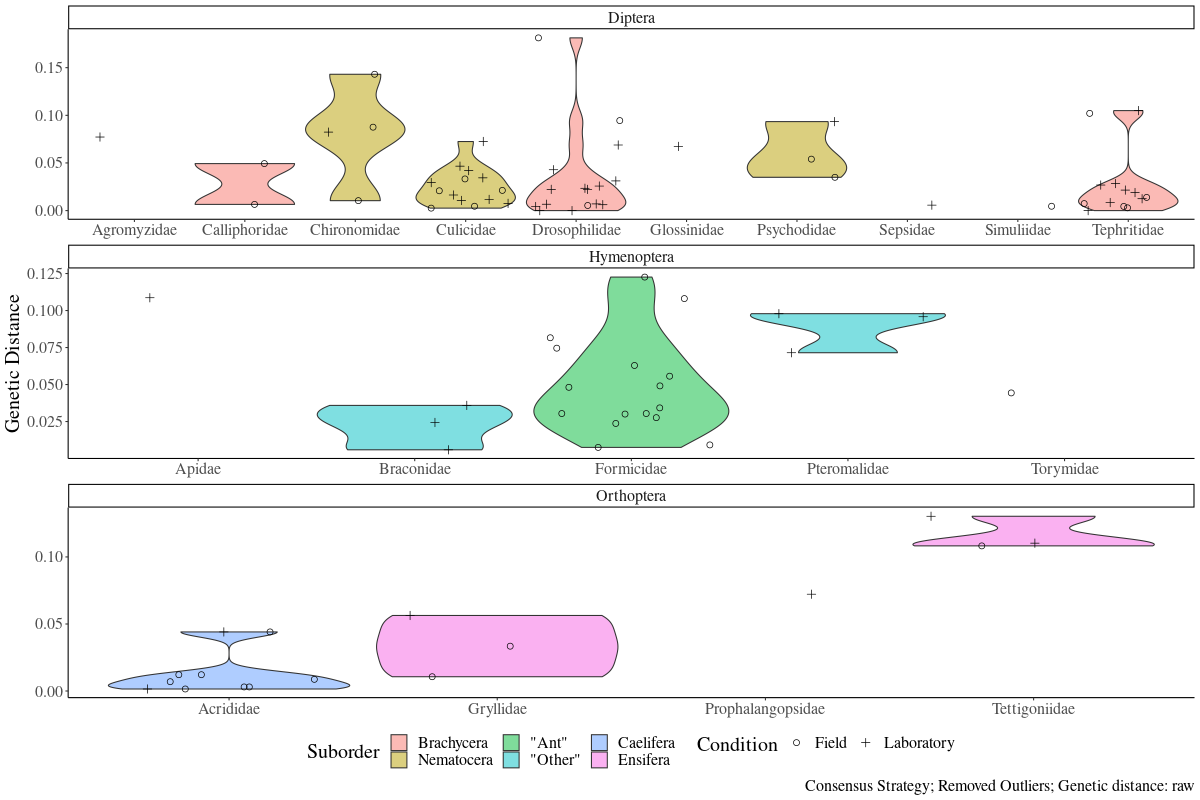 Diptera
0.15
0.10
0.05
0.00
Agromyzidae Calliphoridae Chironomidae Culicidae Drosophilidae Glossinidae Psychodidae Sepsidae Simuliidae Tephritidae
Hymenoptera
0.125
0.100
0.075
0.050
0.025
Genetic Distance
Apidae Braconidae Formicidae Pteromalidae Torymidae
Orthoptera
0.10
0.05
0.00
Acrididae Gryllidae Prophalangopsidae Tettigoniidae
Suborder Brachycera "Ant" Caelifera Condition Field Laboratory
Nematocera "Other" Ensifera
Consensus Strategy; Removed Outliers; Genetic distance: raw